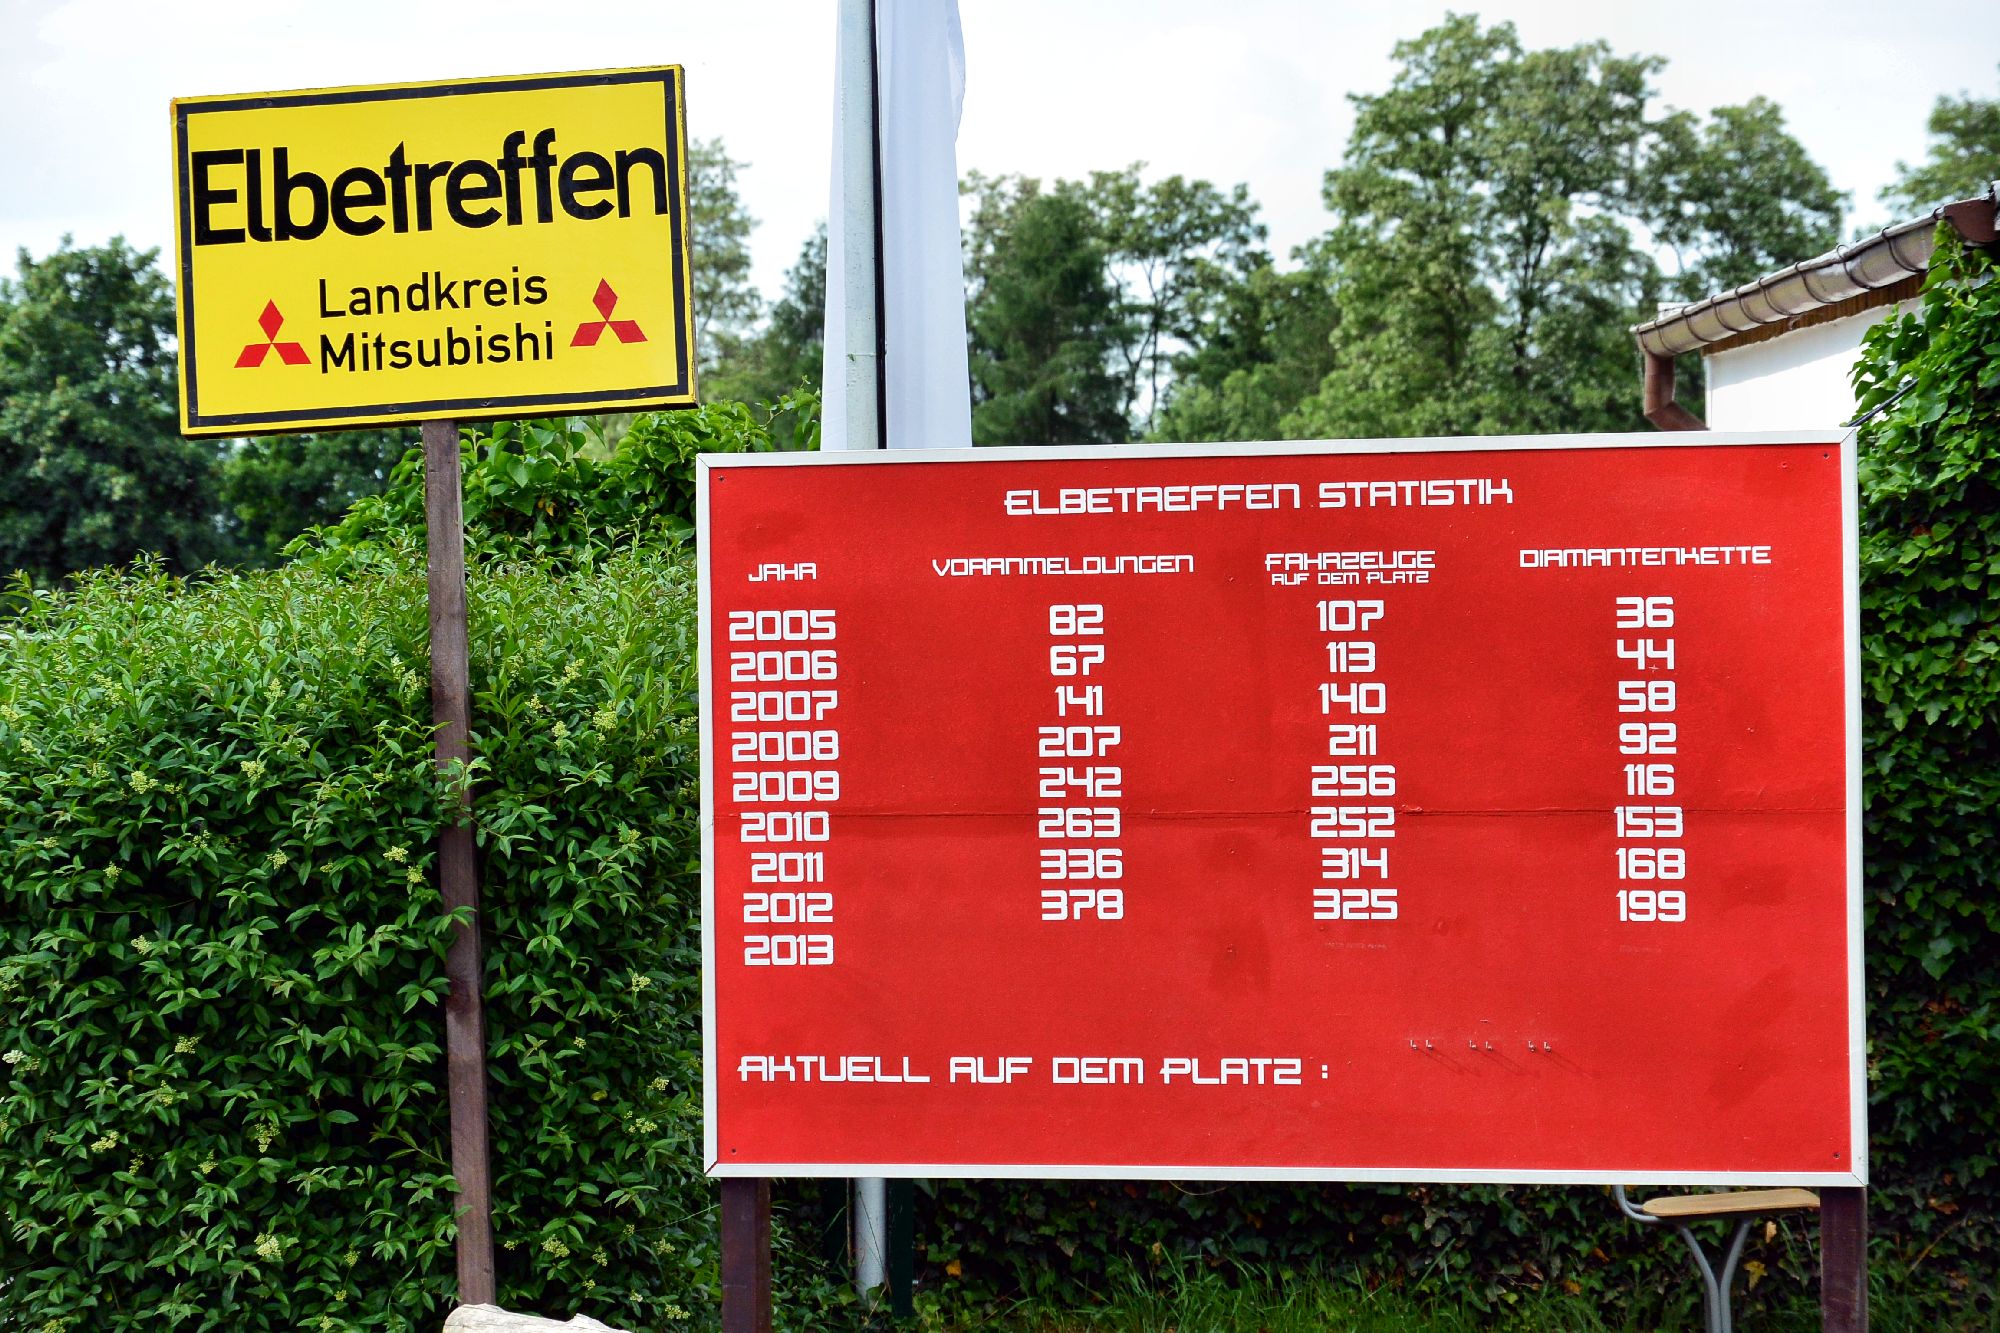 Elbetreffen
Landkreis
Mitsubishi
ELBETREFFEN STATISTIK
JAHR VORANMELDUNGEN FAHRZEUGE AUF DEM PLATZ DIAMANTENKETTE
2005 82 107 36
2006 67 113 44
2007 141 140 58
2008 207 211 92
2009 242 256 116
2010 263 252 153
2011 336 314 168
2012 378 325 199
2013
AKTUELL AUF DEM PLATZ :